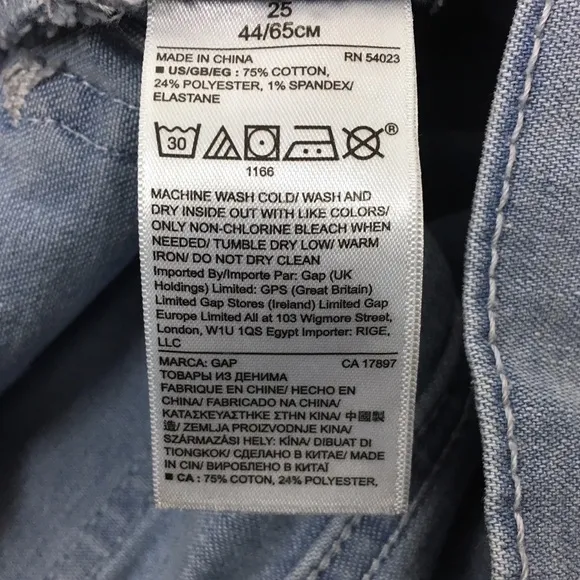 25
44/65CM
MADE IN CHINA RN 54023
■ US/GB/EG : 75% COTTON,
24% POLYESTER, 1% SPANDEX/
ELASTANE
30 ®
1166
MACHINE WASH COLD/ WASH AND
DRY INSIDE OUT WITH LIKE COLORS/
ONLY NON-CHLORINE BLEACH WHEN
NEEDED/ TUMBLE DRY LOW/ WARM
IRON/ DO NOT DRY CLEAN
Imported By/Importe Par: Gap (UK
Holdings) Limited: GPS (Great Britain)
Limited Gap Stores (Ireland) Limited Gap
Europe Limited All at 103 Wigmore Street,
London, W1U 1QS Egypt Importer: RIGE,
LLC
MARCA: GAP CA 17897
ТОВАРЫ ИЗ ДЕНИМА
FABRIQUE EN CHINE/ HECHO EN
CHINA/ FABRICADO NA CHINA/
ΚΑΤΑΣΚΕΥΑΣΤΗΚΕ ΣΤΗΝ ΚΙΝΑ/ 中國製
造/ ZEMLJA PROIZVODNJE KINA/
SZÁRMAZÁSI HELY: KÍNA/ DIBUAT DI
TIONGKOK/ СДЕЛАНО В КИТАЕ/ MADE
IN CIN/ ВИРОБЛЕНО В КИТАЇ
■ CA : 75% COTTON, 24% POLYESTER,